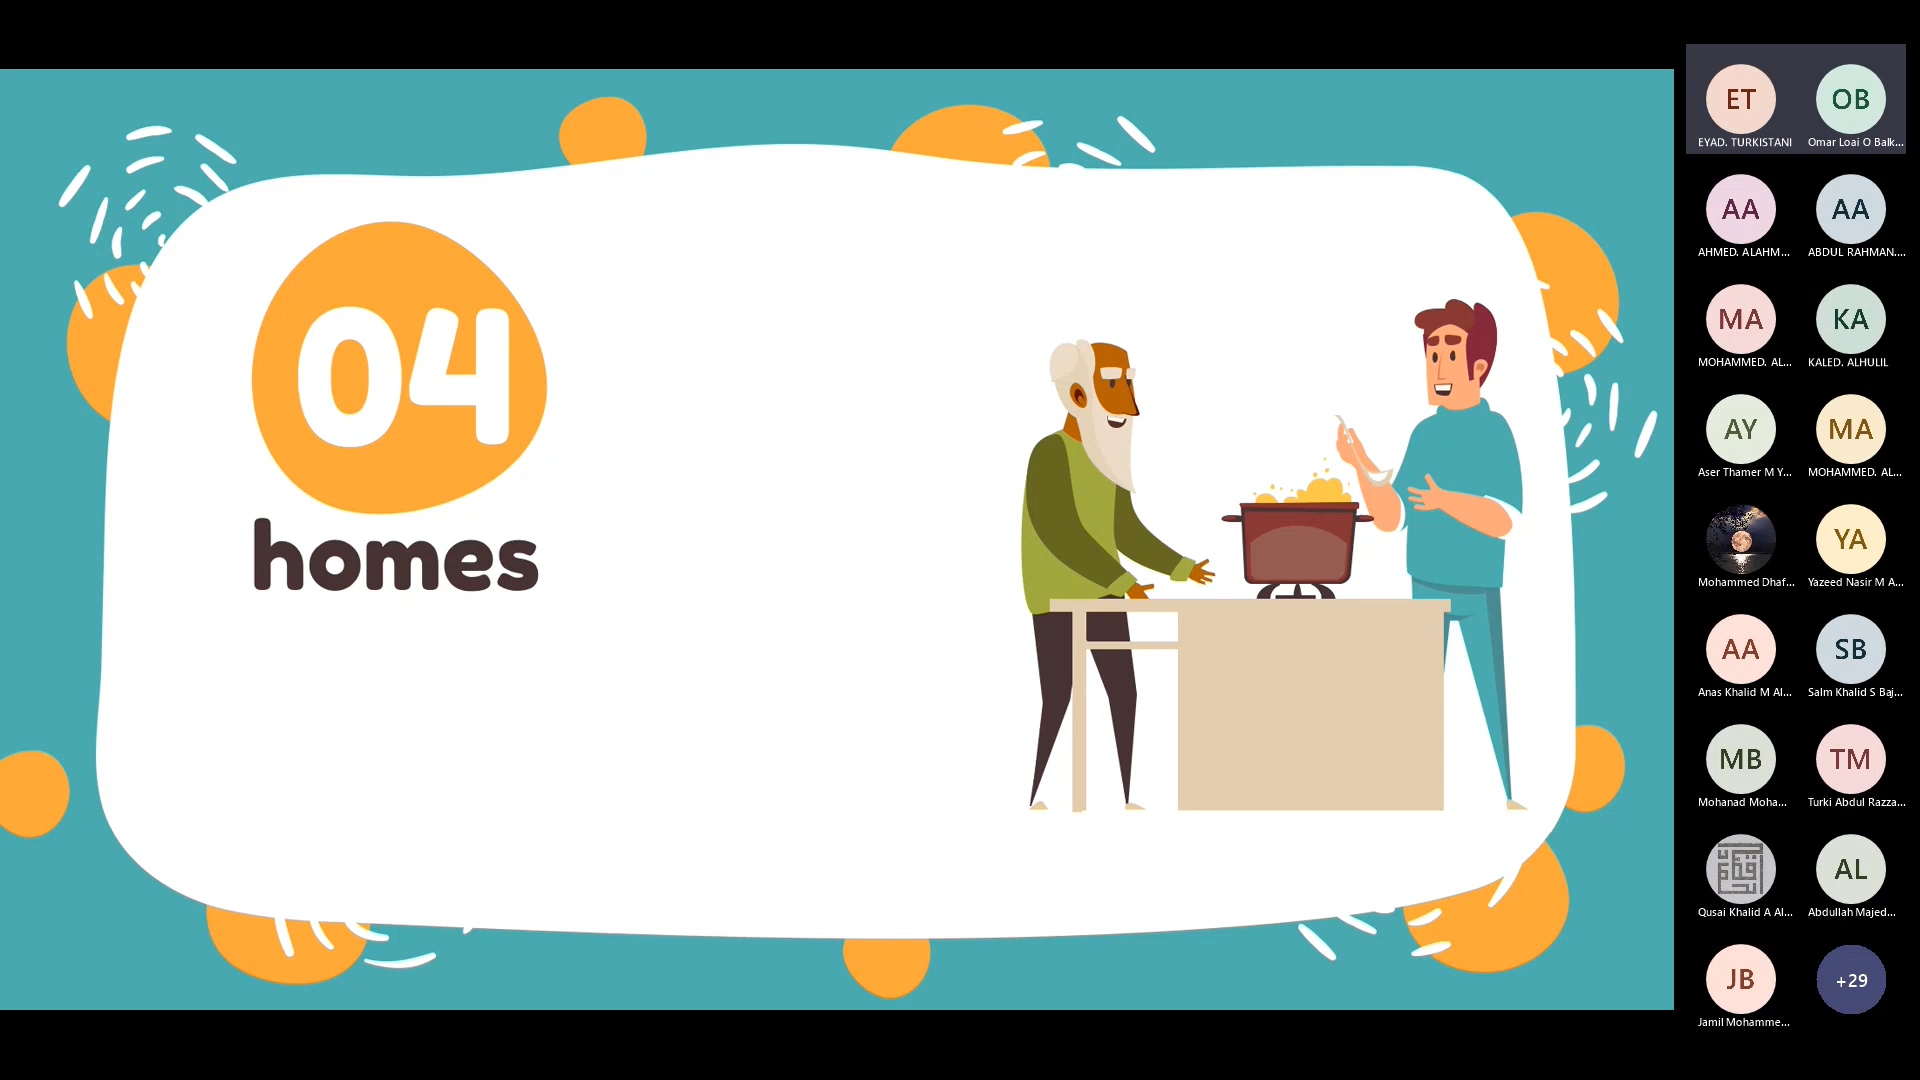 04
homes
ET
OB
EYAD. TURKISTANI
Omar Loai O Balk...
AA
AA
AHMED. ALAHM...
ABDUL RAHMAN....
MA
KA
MOHAMMED. AL...
KALED. ALHULIL
AY
MA
Aser Thamer M Y...
MOHAMMED. AL...
YA
Mohammed Dhaf...
Yazeed Nasir M A...
AA
SB
Anas Khalid M Al...
Salm Khalid S Baj...
MB
TM
Mohanad Moha...
Turki Abdul Razza...
AL
Qusai Khalid A Al...
Abdullah Majed...
JB
+29
Jamil Mohamme...